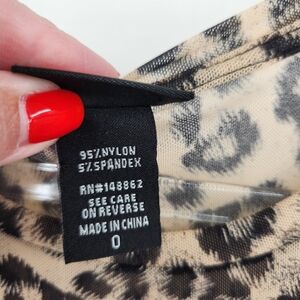 95% NYLON
5% SPANDEX
RN#148862
SEE CARE
ON REVERSE
MADE IN CHINA
0